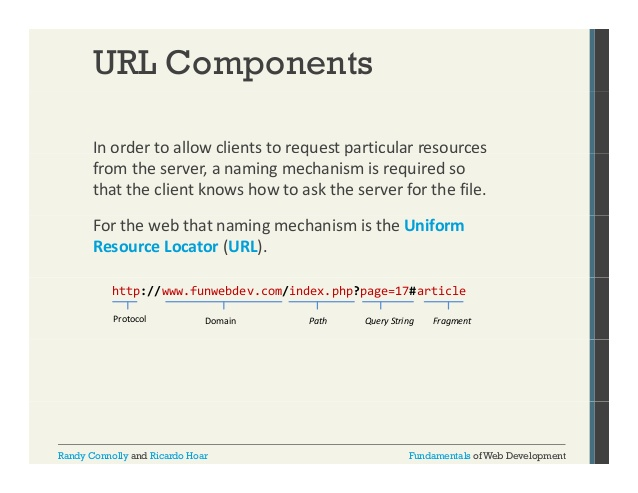 URL Components
In order to allow clients to request particular resources
from the server, a naming mechanism is required so
that the client knows how to ask the server for the file.
For the web that naming mechanism is the Uniform
Resource Locator (URL).
http://www.funwebdev.com/index.php?page=17#article
Protocol Domain Path Query String Fragment
Randy Connolly and Ricardo Hoar Fundamentals of Web Development